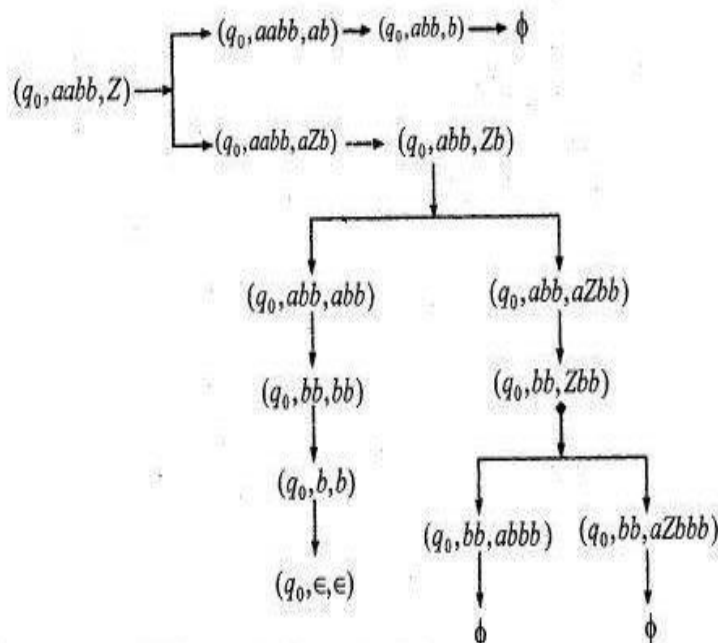 (q₀,aabb,ab) → (q₀,abb,b) → ϕ
(q₀,aabb,Z)
(q₀,aabb,aZb) → (q₀,abb,Zb)
(q₀,abb,abb) (q₀,abb,aZbb)
(q₀,bb,bb) (q₀,bb,Zbb)
(q₀,b,b)
(q₀,bb,abbb) (q₀,bb,aZbbb)
(q₀,∈,∈)
ϕ ϕ